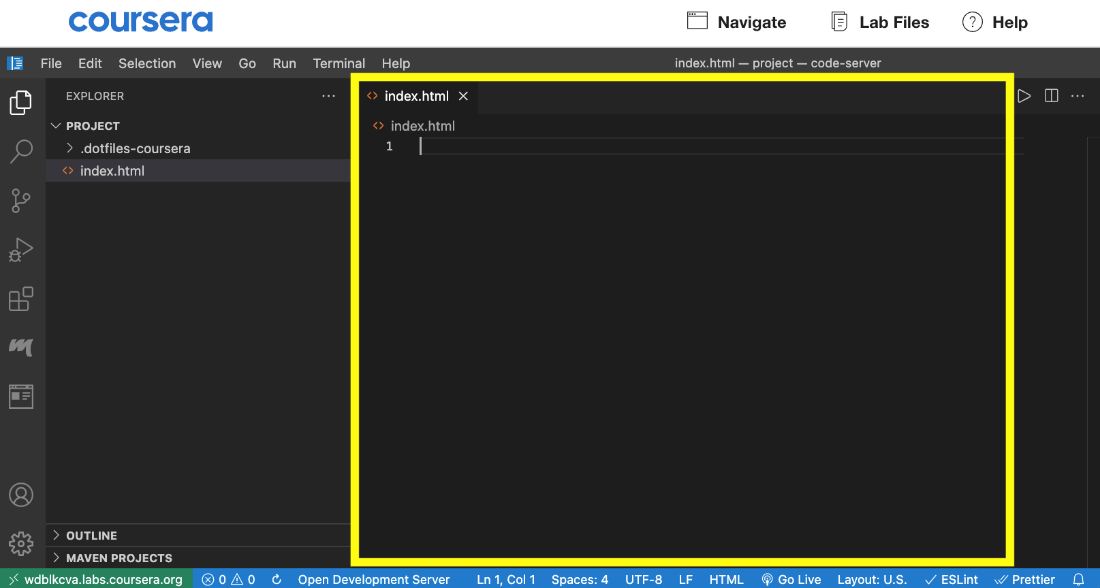 coursera
Navigate
Lab Files
? Help
File Edit Selection View Go Run Terminal Help
index.html — project — code-server
EXPLORER ···
index.html ×
···
PROJECT
index.html
.dotfiles-coursera
1
index.html
OUTLINE
MAVEN PROJECTS
wdblkcva.labs.coursera.org 0 0 Open Development Server Ln 1, Col 1 Spaces: 4 UTF-8 LF HTML Go Live Layout: U.S. ESLint Prettier